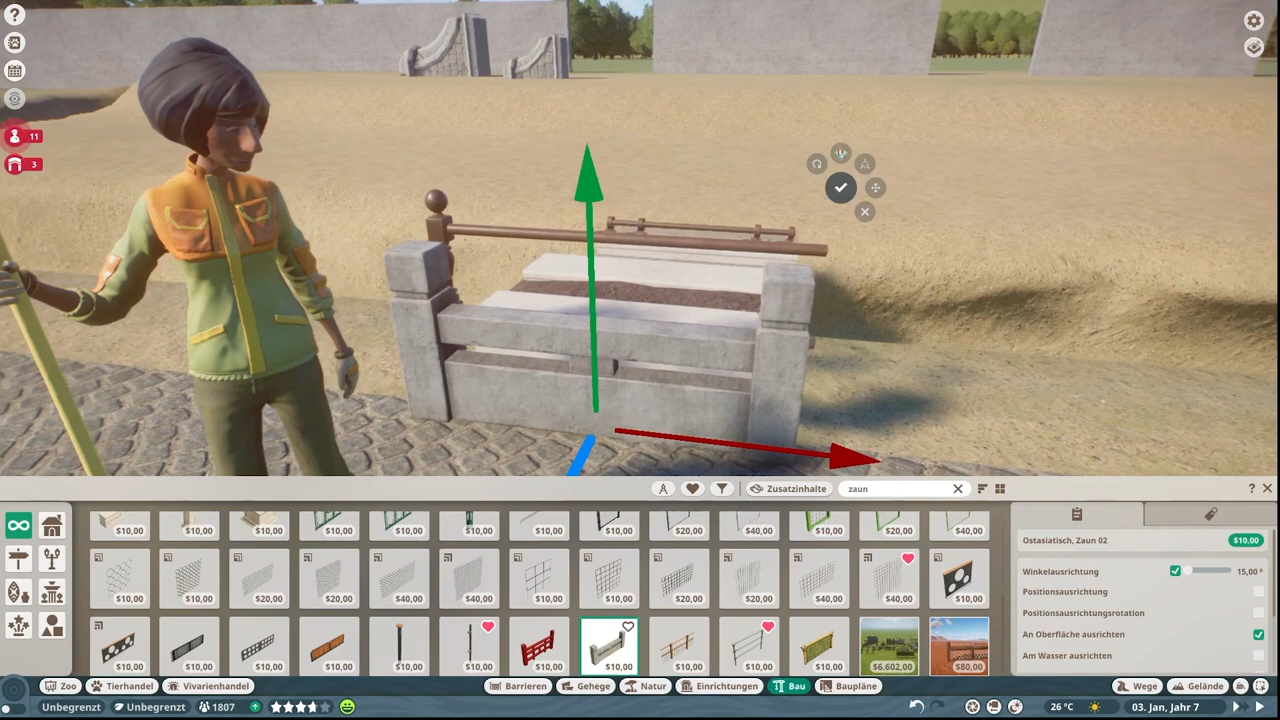 ?
11
3
Zusatzinhalte
zaun
? ×
$10,00 $10,00 $10,00 $10,00 $40,00 $10,00 $10,00 $10,00 $20,00 $40,00 $10,00 $20,00 $40,00
$10,00 $10,00 $20,00 $20,00 $40,00 $40,00 $10,00 $10,00 $20,00 $20,00 $40,00 $40,00 $10,00
$10,00 $10,00 $10,00 $10,00 $10,00 $10,00 $10,00 $10,00 $10,00 $10,00 $10,00 $6.602,00 $80,00
Ostasiatisch, Zaun 02 $10,00
Winkelausrichtung 15,00 °
Positionsausrichtung
Positionsausrichtungsrotation
An Oberfläche ausrichten
Am Wasser ausrichten
Zoo Tierhandel Vivarienhandel Barrieren Gehege Natur Einrichtungen Bau Baupläne Wege Gelände
Unbegrenzt Unbegrenzt 1807 26 °C 03. Jan, Jahr 7